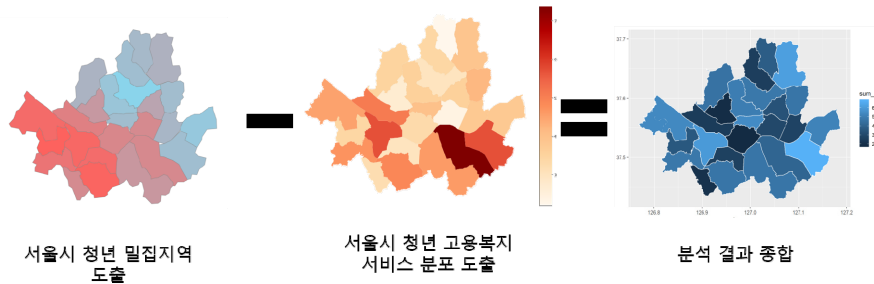 37.7
37.6
37.5
126.8
126.9
127.0
127.1
127.2
sum_
서울시 청년 밀집지역
도출
서울시 청년 고용복지
서비스 분포 도출
분석 결과 종합